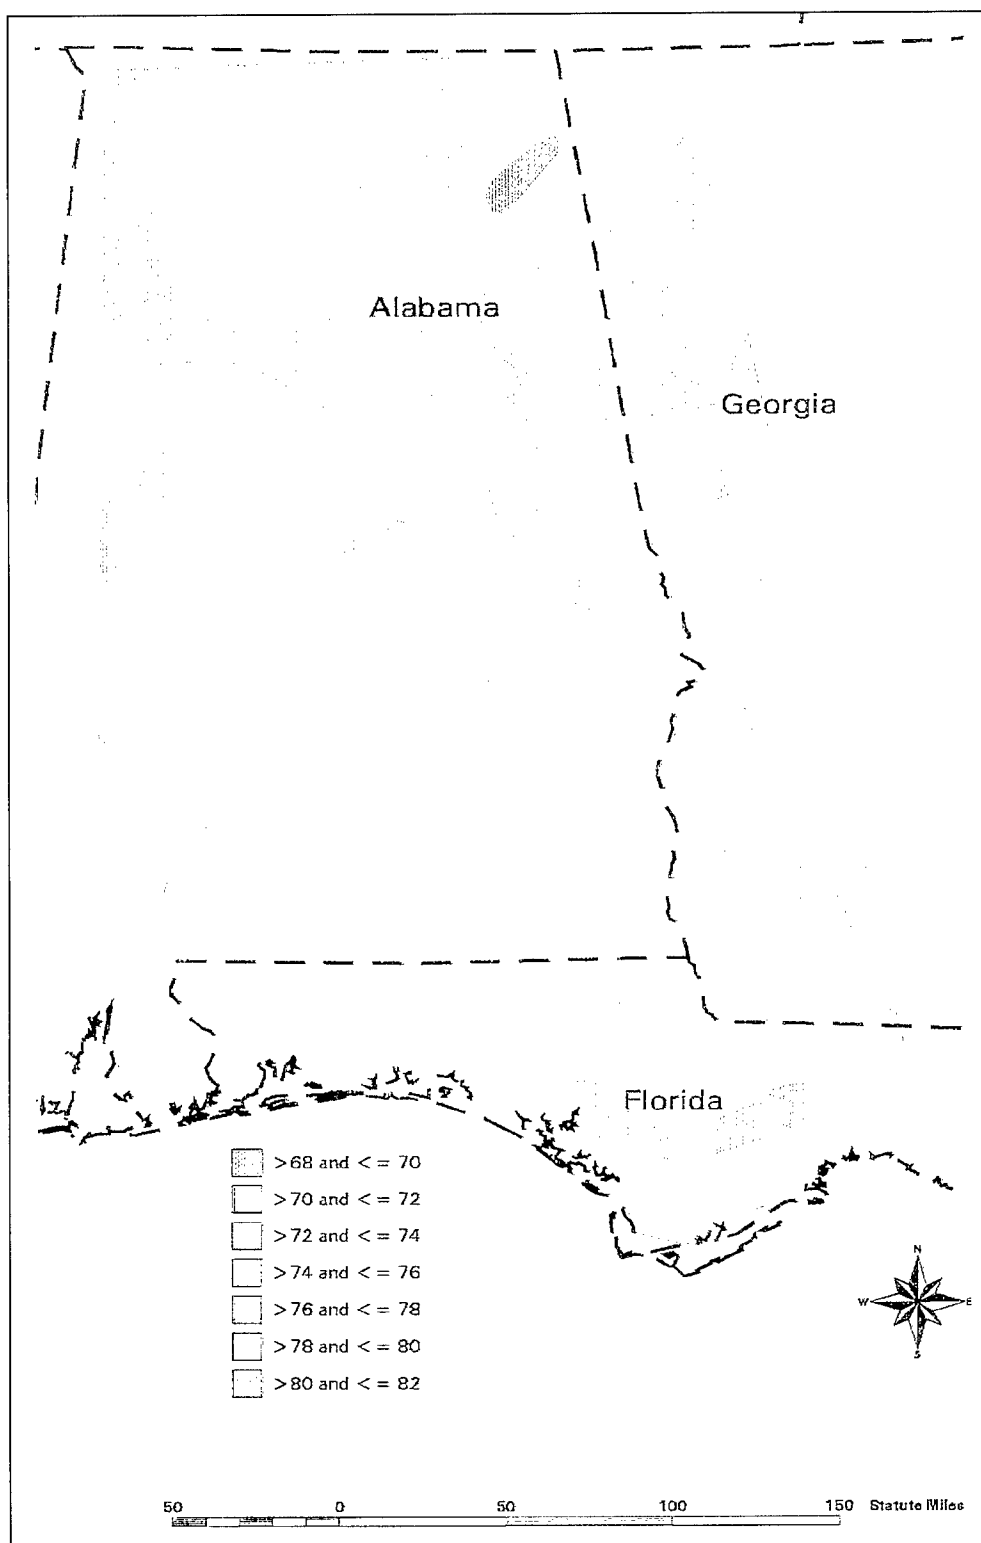 Alabama
Georgia
Florida
>68 and <= 70
>70 and <= 72
>72 and <= 74
>74 and <= 76
>76 and <= 78
>78 and <= 80
>80 and <= 82
N
W E
S
50 0 50 100 150 Statute Miles